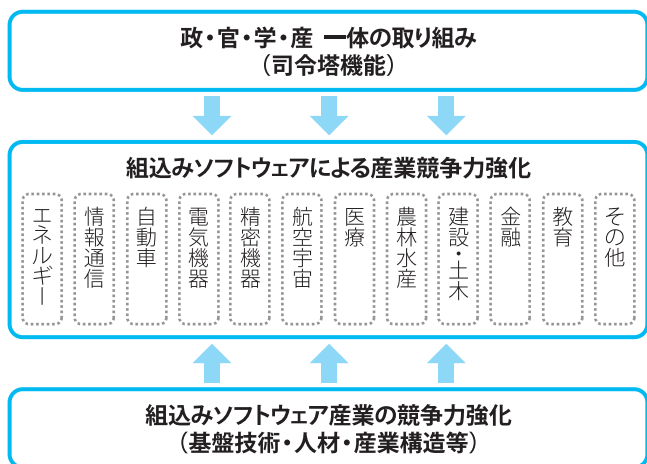 政・官・学・産 一体の取り組み
（司令塔機能）
組込みソフトウェアによる産業競争力強化
エネルギー
情報通信
自動車
電気機器
精密機器
航空宇宙
医療
農林水産
建設・土木
金融
教育
その他
組込みソフトウェア産業の競争力強化
（基盤技術・人材・産業構造等）